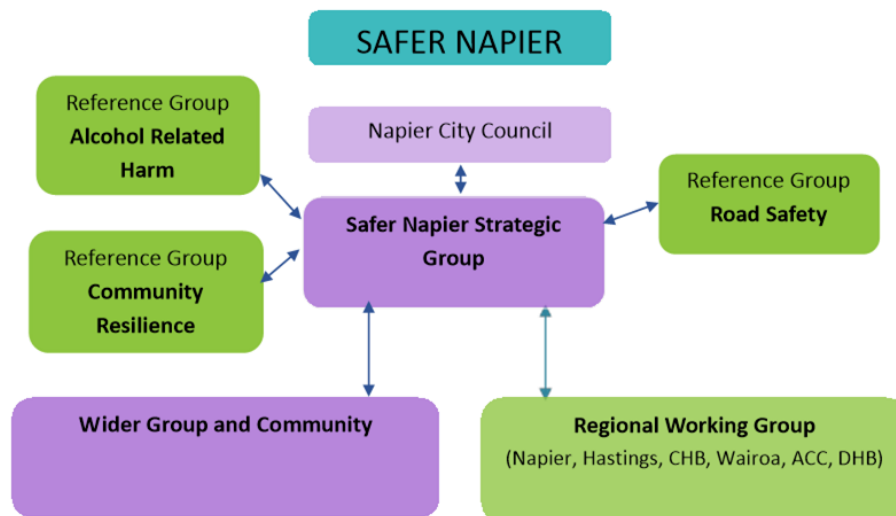 SAFER NAPIER
Reference Group
Alcohol Related
Harm
Napier City Council
Reference Group
Road Safety
Safer Napier Strategic
Group
Reference Group
Community
Resilience
Wider Group and Community
Regional Working Group
(Napier, Hastings, CHB, Wairoa, ACC, DHB)